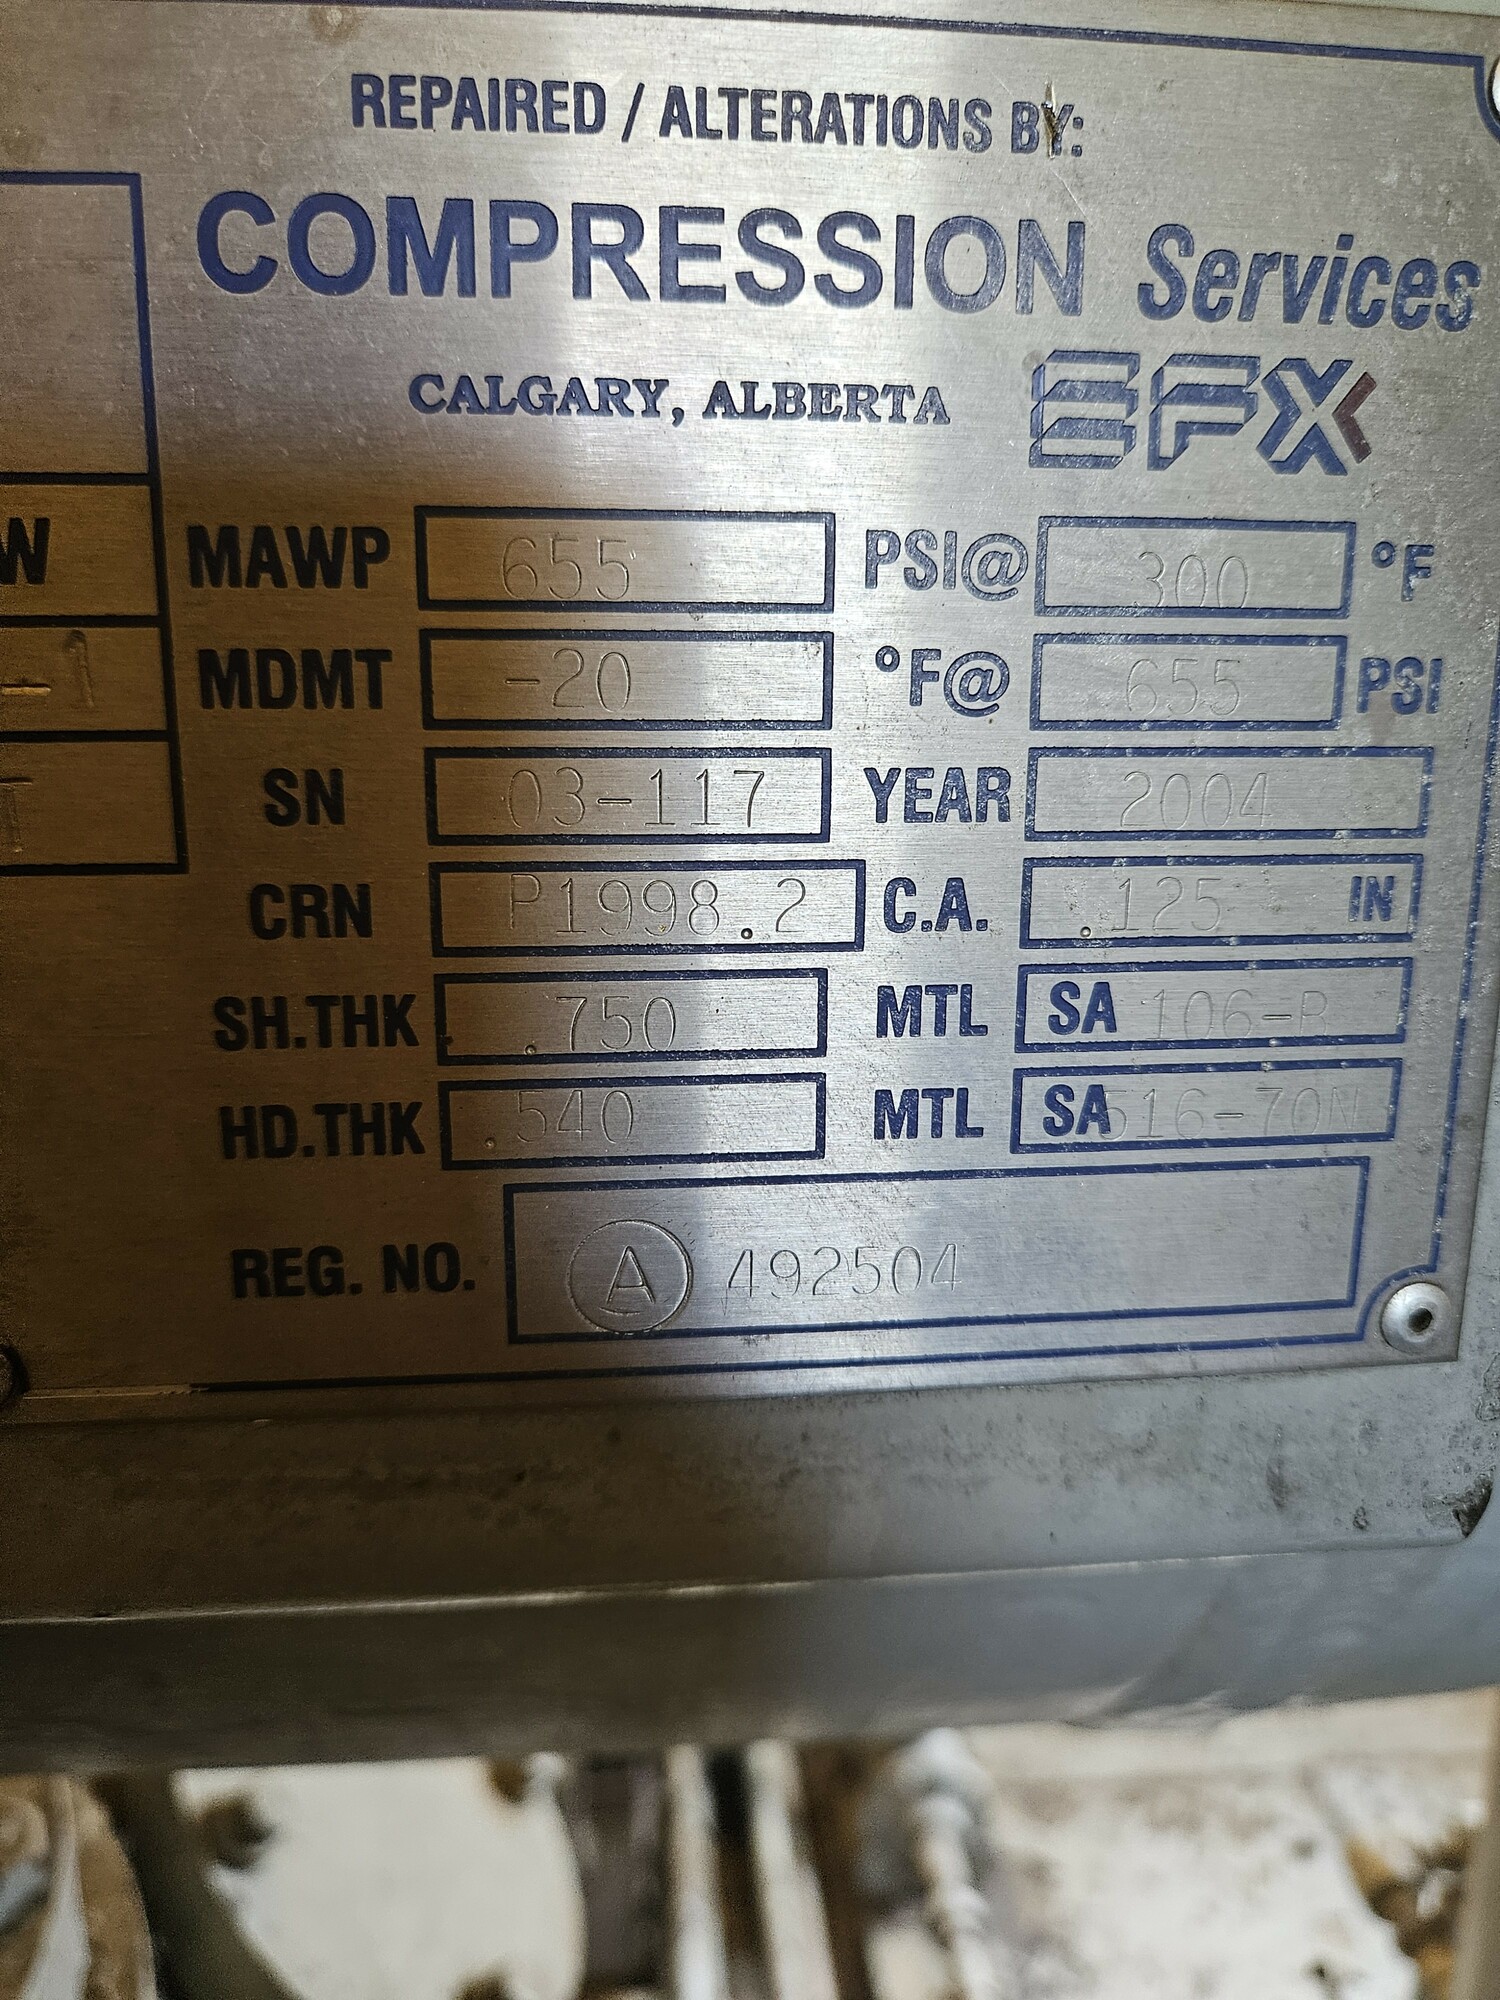 REPAIRED / ALTERATIONS BY:
COMPRESSION Services
CALGARY, ALBERTA EFX
W
MAWP 655 PSI@ 300 °F
-1
MDMT -20 °F@ 655 PSI
T
SN 03-117 YEAR 2004
CRN P1998.2 C.A. .125 IN
SH.THK .750 MTL SA 106-B
HD.THK .540 MTL SA 516-70N
REG. NO. A 492504